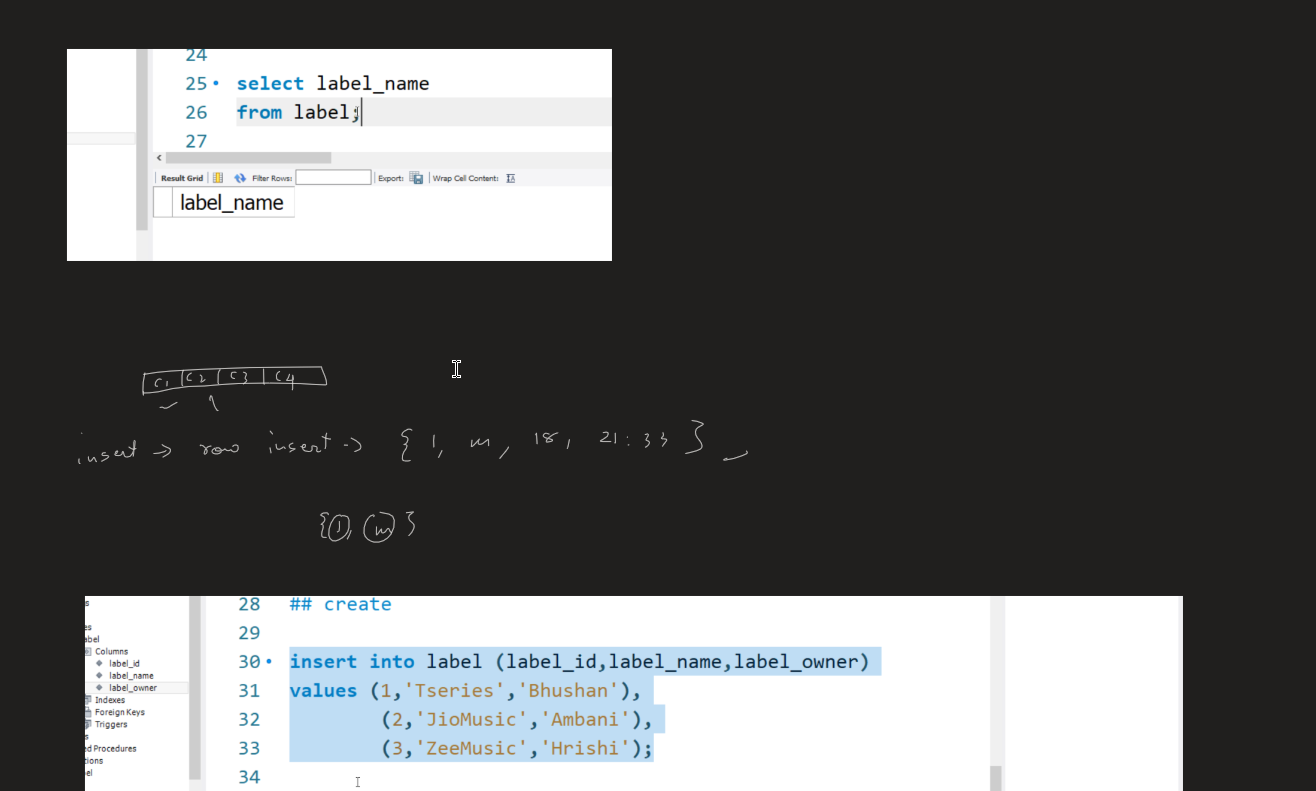 24
25 select label_name
26 from label;
27
Result Grid Filter Rows: Export: Wrap Cell Content:
label_name
C1 C2 C3 C4
insert -> row insert -> { 1, m, 18, 21:33 }
{1, m}
s
28 ## create
29
es
abel
30 insert into label (label_id,label_name,label_owner)
Columns
label_id
label_name
31 values (1,'Tseries','Bhushan'),
label_owner
Indexes
Foreign Keys
32 (2,'JioMusic','Ambani'),
Triggers
s
33 (3,'ZeeMusic','Hrishi');
d Procedures
tions
el
34